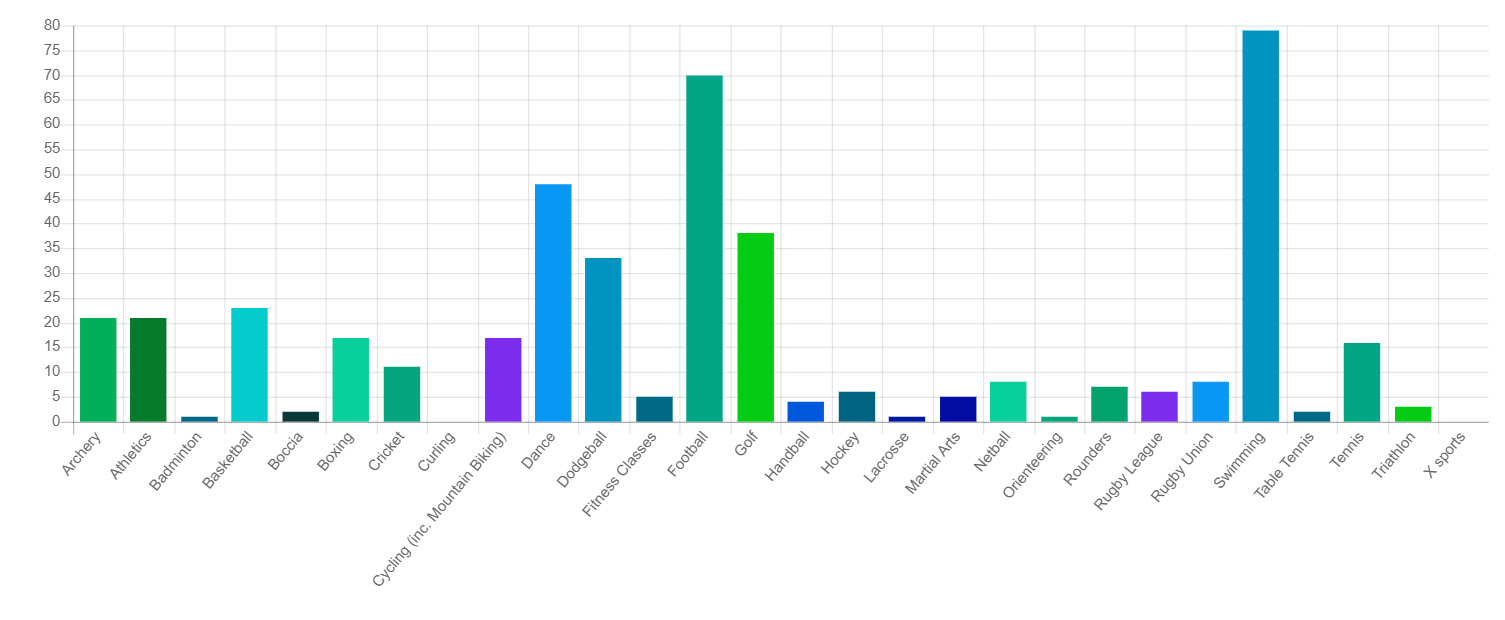 80
75
70
65
60
55
50
45
40
35
30
25
20
15
10
5
0
Archery
Athletics
Badminton
Basketball
Boccia
Boxing
Cricket
Curling
Cycling (inc. Mountain Biking)
Dance
Dodgeball
Fitness Classes
Football
Golf
Handball
Hockey
Lacrosse
Martial Arts
Netball
Orienteering
Rounders
Rugby League
Rugby Union
Swimming
Table Tennis
Tennis
Triathlon
X sports